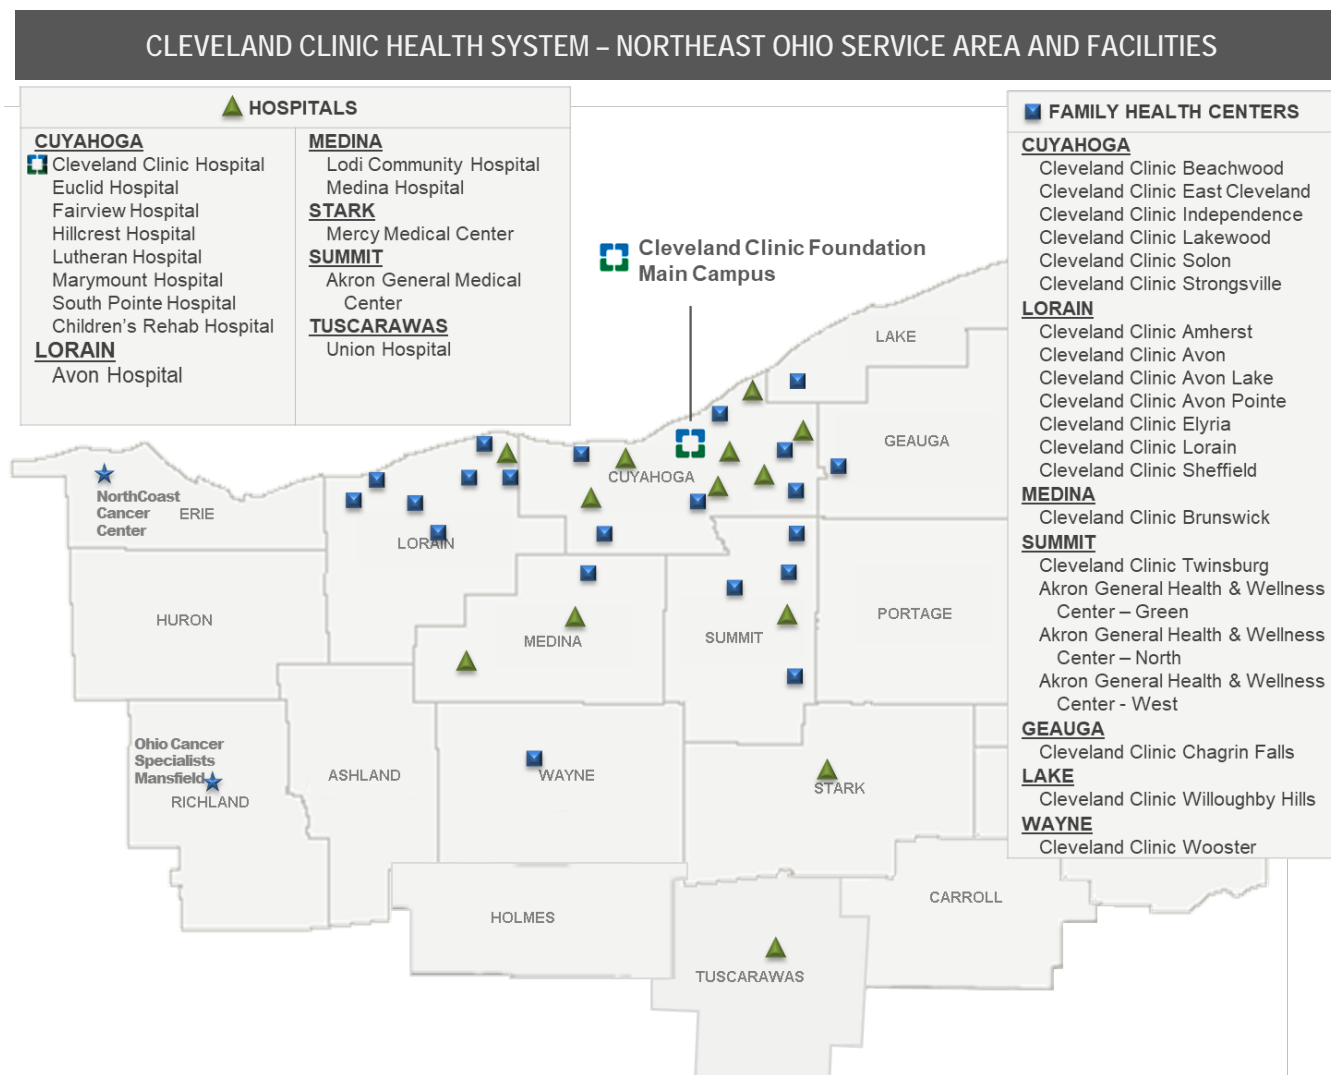 CLEVELAND CLINIC HEALTH SYSTEM – NORTHEAST OHIO SERVICE AREA AND FACILITIES
HOSPITALS
CUYAHOGA
Cleveland Clinic Hospital
Euclid Hospital
Fairview Hospital
Hillcrest Hospital
Lutheran Hospital
Marymount Hospital
South Pointe Hospital
Children's Rehab Hospital
LORAIN
Avon Hospital
MEDINA
Lodi Community Hospital
Medina Hospital
STARK
Mercy Medical Center
SUMMIT
Akron General Medical
Center
TUSCARAWAS
Union Hospital
Cleveland Clinic Foundation
Main Campus
FAMILY HEALTH CENTERS
CUYAHOGA
Cleveland Clinic Beachwood
Cleveland Clinic East Cleveland
Cleveland Clinic Independence
Cleveland Clinic Lakewood
Cleveland Clinic Solon
Cleveland Clinic Strongsville
LORAIN
Cleveland Clinic Amherst
Cleveland Clinic Avon
Cleveland Clinic Avon Lake
Cleveland Clinic Avon Pointe
Cleveland Clinic Elyria
Cleveland Clinic Lorain
Cleveland Clinic Sheffield
MEDINA
Cleveland Clinic Brunswick
SUMMIT
Cleveland Clinic Twinsburg
Akron General Health & Wellness
Center – Green
Akron General Health & Wellness
Center – North
Akron General Health & Wellness
Center - West
GEAUGA
Cleveland Clinic Chagrin Falls
LAKE
Cleveland Clinic Willoughby Hills
WAYNE
Cleveland Clinic Wooster
LAKE
GEAUGA
CUYAHOGA
NorthCoast
Cancer
Center
ERIE
LORAIN
HURON
MEDINA
SUMMIT
PORTAGE
Ohio Cancer
Specialists
Mansfield
RICHLAND
ASHLAND
WAYNE
STARK
HOLMES
CARROLL
TUSCARAWAS